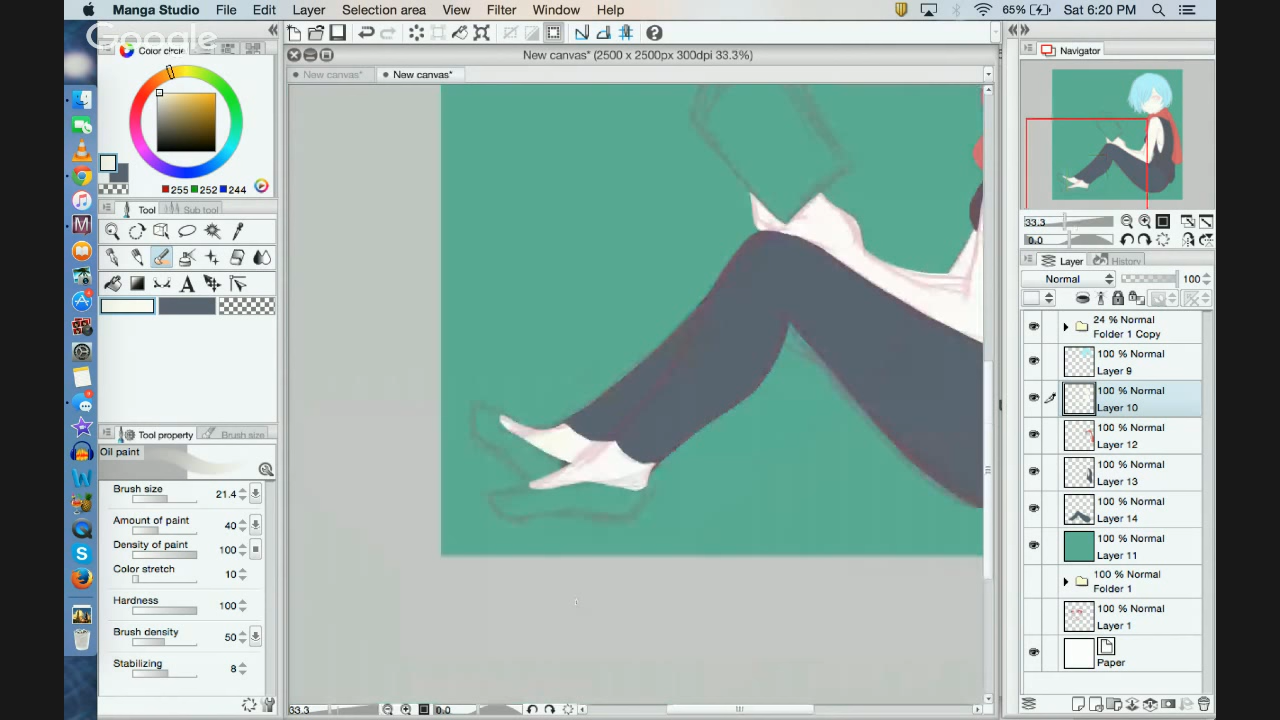 Manga Studio File Edit Layer Selection area View Filter Window Help 65% Sat 6:20 PM
Google
Color circle
New canvas* (2500 x 2500px 300dpi 33.3%)
Navigator
New canvas* New canvas*
255 252 244
Tool Sub tool
33.3
0.0
Layer History
Normal 100
24 % Normal
Folder 1 Copy
100 % Normal
Layer 9
100 % Normal
Layer 10
100 % Normal
Layer 12
100 % Normal
Layer 13
100 % Normal
Layer 14
100 % Normal
Layer 11
100 % Normal
Folder 1
100 % Normal
Layer 1
Paper
Tool property Brush size
Oil paint
Brush size 21.4
Amount of paint 40
Density of paint 100
Color stretch 10
Hardness 100
Brush density 50
Stabilizing 8
33.3 0.0